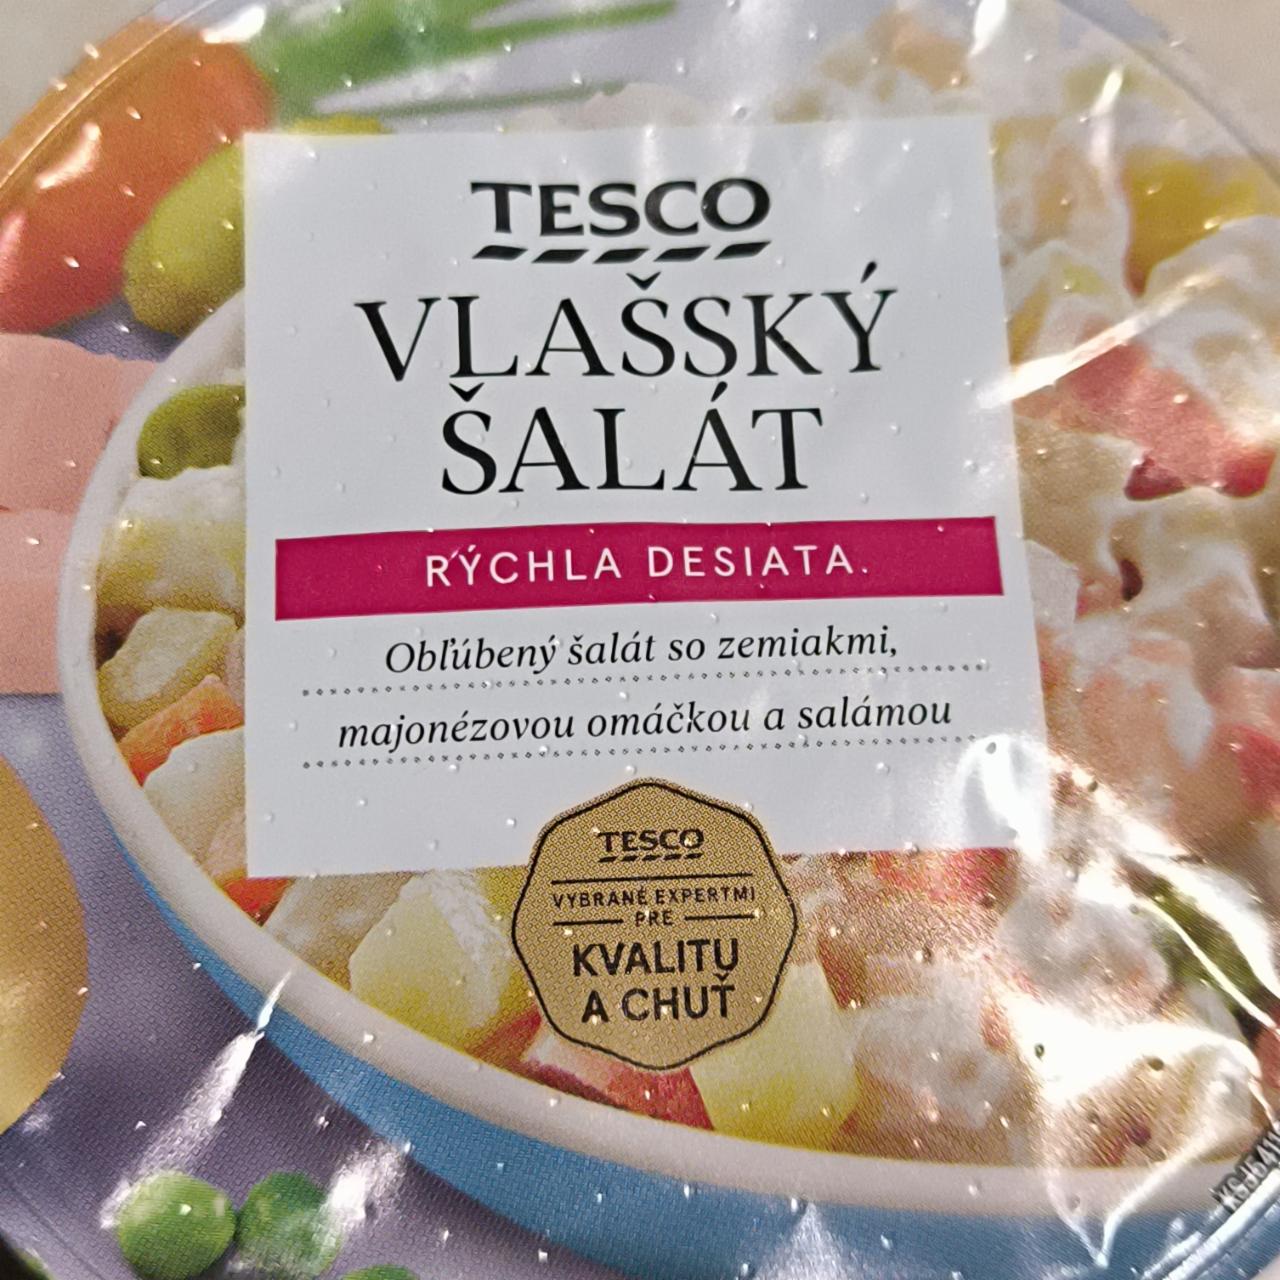 TESCO
VLAŠSKÝ
ŠALÁT
RÝCHLA DESIATA.
Obľúbený šalát so zemiakmi,
majonézovou omáčkou a salámou
TESCO
VYBRANÉ EXPERTMI
PRE
KVALITU
A CHUŤ